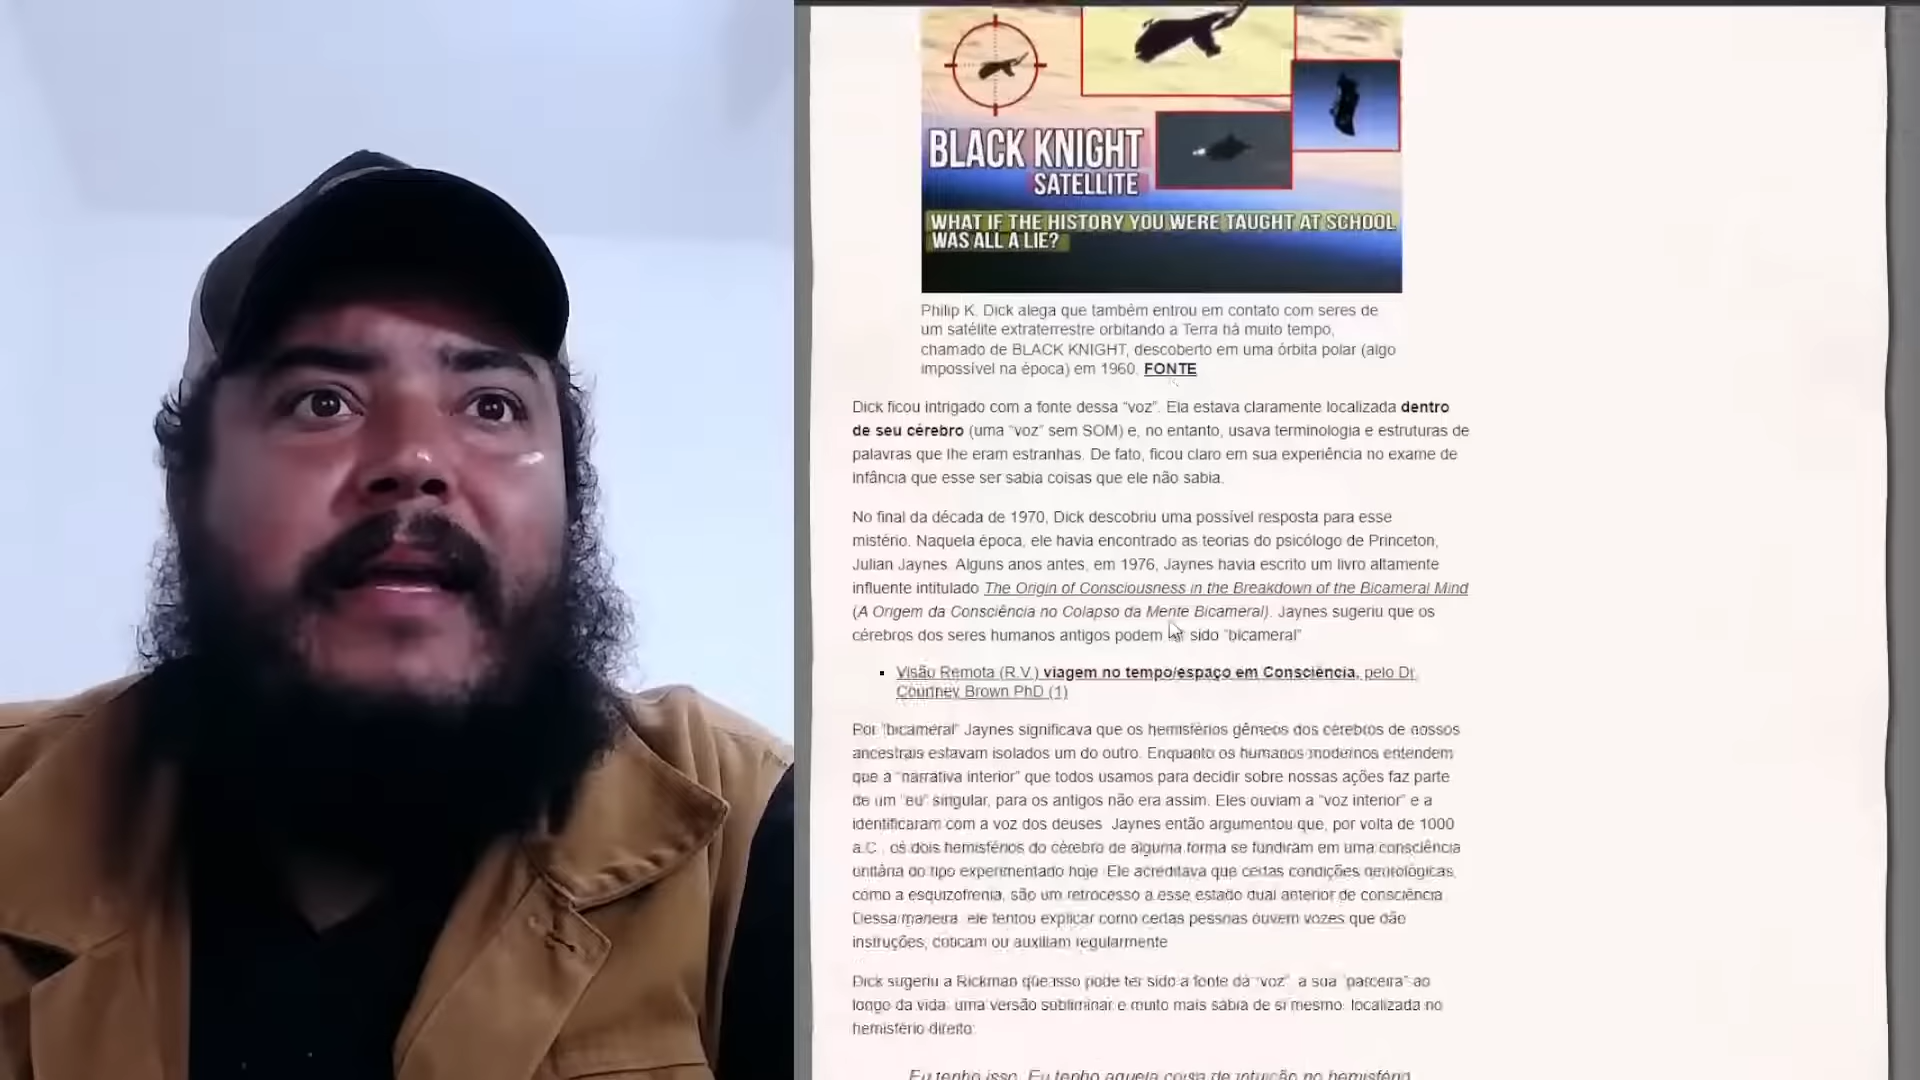 BLACK KNIGHT
SATELLITE
WHAT IF THE HISTORY YOU WERE TAUGHT AT SCHOOL
WAS ALL A LIE?
Philip K. Dick alega que também entrou em contato com seres de
um satélite extraterrestre orbitando a Terra há muito tempo,
chamado de BLACK KNIGHT, descoberto em uma órbita polar (algo
impossível na época) em 1960. FONTE
Dick ficou intrigado com a fonte dessa “voz”. Ela estava claramente localizada dentro
de seu cérebro (uma “voz” sem SOM) e, no entanto, usava terminologia e estruturas de
palavras que lhe eram estranhas. De fato, ficou claro em sua experiência no exame de
infância que esse ser sabia coisas que ele não sabia.
No final da década de 1970, Dick descobriu uma possível resposta para esse
mistério. Naquela época, ele havia encontrado as teorias do psicólogo de Princeton,
Julian Jaynes. Alguns anos antes, em 1976, Jaynes havia escrito um livro altamente
influente intitulado The Origin of Consciousness in the Breakdown of the Bicameral Mind
(A Origem da Consciência no Colapso da Mente Bicameral). Jaynes sugeriu que os
cérebros dos seres humanos antigos podem sido “bicameral”
Visão Remota (R.V.) viagem no tempo/espaço em Consciência, pelo Dr.
Courtney Brown PhD (1)
Por “bicameral” Jaynes significava que os hemisférios gêmeos dos cérebros de nossos
ancestrais estavam isolados um do outro. Enquanto os humanos modernos entendem
que a “narrativa interior” que todos usamos para decidir sobre nossas ações faz parte
de um “eu” singular, para os antigos não era assim. Eles ouviam a “voz interior” e a
identificaram com a voz dos deuses. Jaynes então argumentou que, por volta de 1000
a.C., os dois hemisférios do cérebro de alguma forma se fundiram em uma consciência
unitária do tipo experimentado hoje. Ele acreditava que certas condições neurológicas,
como a esquizofrenia, são um retrocesso a esse estado dual anterior de consciência.
Dessa maneira, ele tentou explicar como certas pessoas ouvem vozes que dão
instruções, criticam ou auxiliam regularmente
Dick sugeriu a Rickman que isso pode ter sido a fonte da “voz”, a sua “parceira” ao
longo da vida: uma versão subliminar e muito mais sábia de si mesmo, localizada no
hemisfério direito:
Eu tenho isso. Eu tenho aquela coisa de intuição no hemisfério